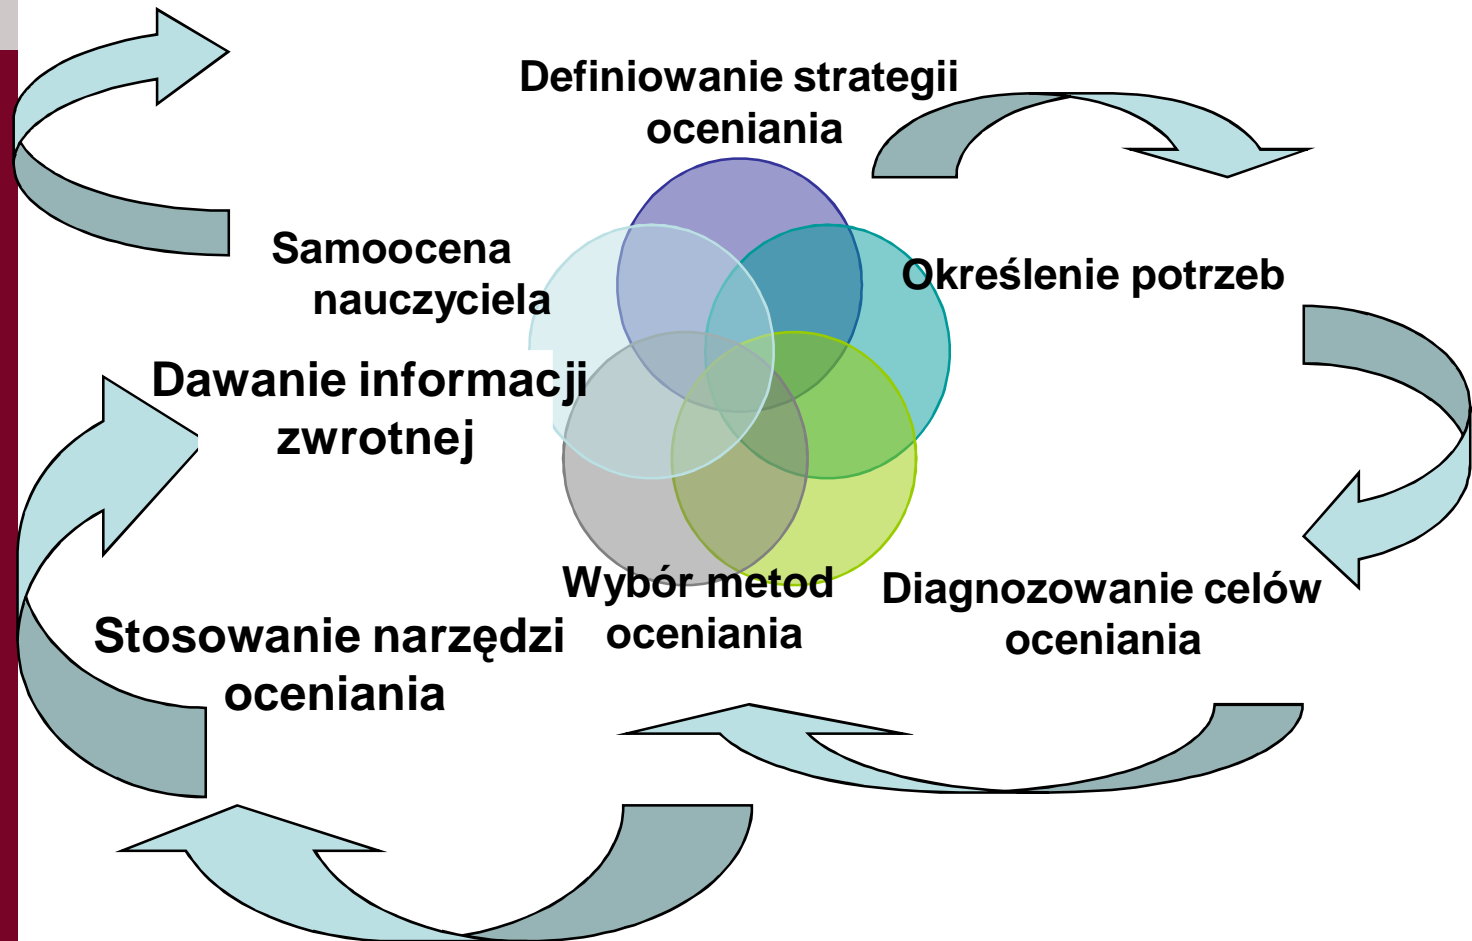 Definiowanie strategii
oceniania
Określenie potrzeb
Diagnozowanie celów
oceniania
Wybór metod
oceniania
Stosowanie narzędzi
oceniania
Dawanie informacji
zwrotnej
Samoocena
nauczyciela